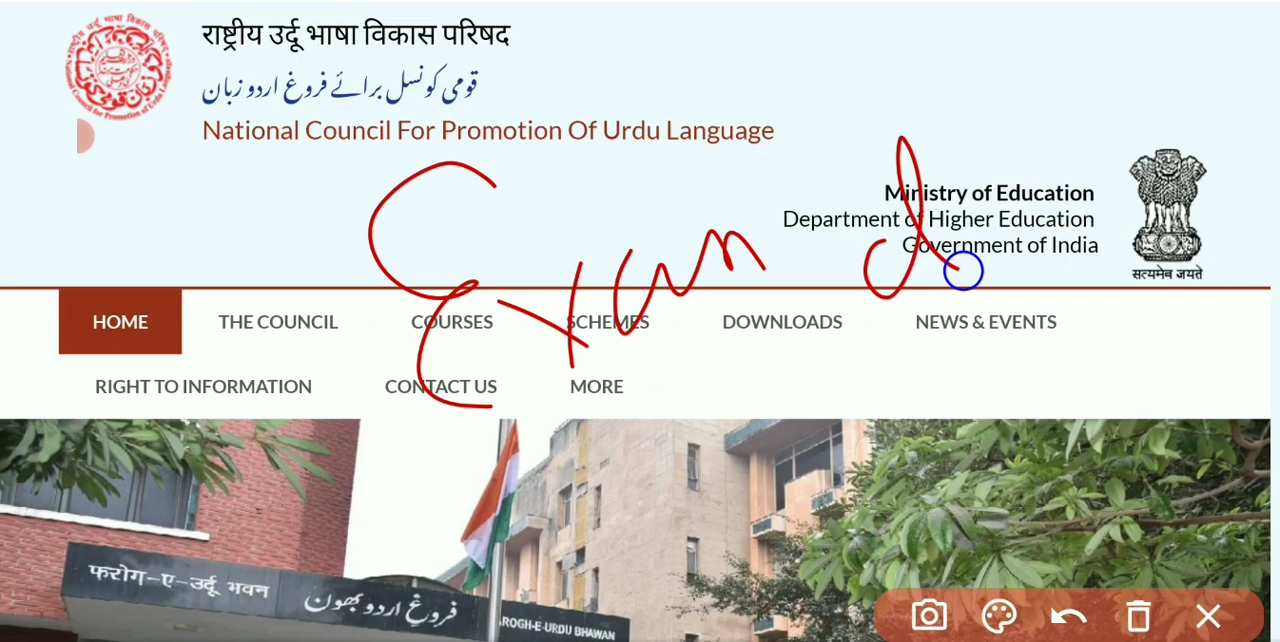 राष्ट्रीय उर्दू भाषा विकास परिषद
قومی کونسل برائے فروغ اردو زبان
National Council For Promotion Of Urdu Language
Ministry of Education
Department of Higher Education
Government of India
सत्यमेव जयते
Exam d
HOME THE COUNCIL COURSES SCHEMES DOWNLOADS NEWS & EVENTS
RIGHT TO INFORMATION CONTACT US MORE
फरोग-ए-उर्दू भवन
فروغ اردو بھون
ROGH-E-URDU BHAWAN